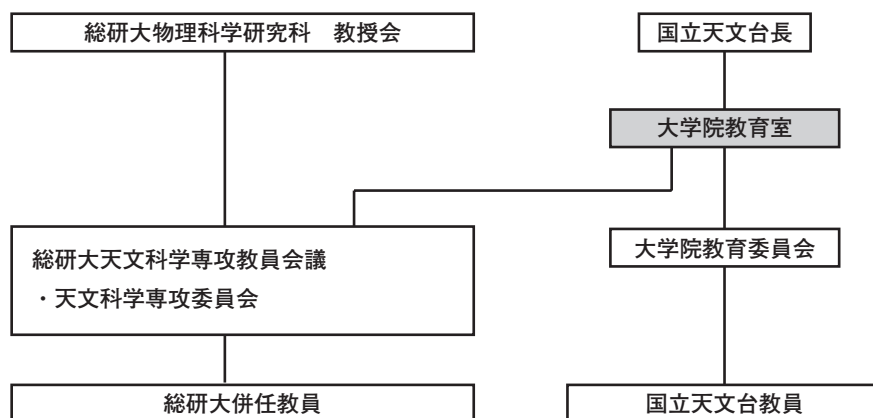 総研大物理科学研究科　教授会
国立天文台長
大学院教育室
総研大天文科学専攻教員会議
・天文科学専攻委員会
大学院教育委員会
総研大併任教員
国立天文台教員